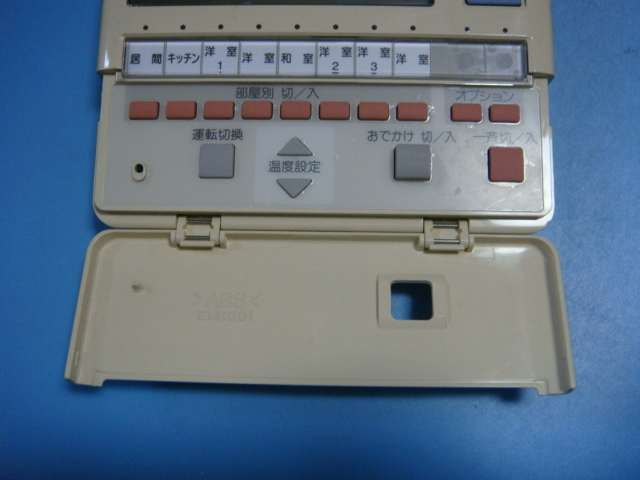 居間 キッチン 洋室1 洋室 和室 洋室2 洋室3 洋室
部屋別 切／入 オプション
運転切換 おでかけ 切／入 一斉切／入
温度設定
>ABS<